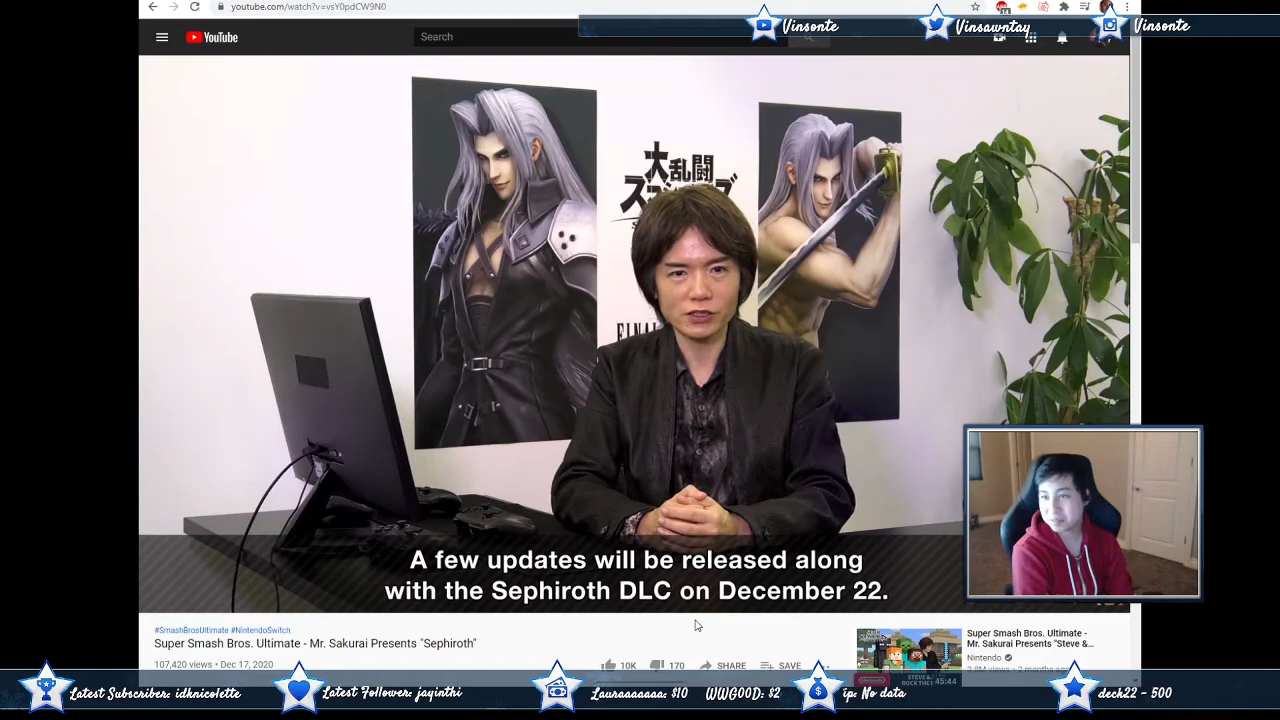 youtube.com/watch?v=vsY0pdCW9N0
Vinsonte
Vinsawntay
Vinsonte
YouTube
Search
大乱闘
FINAL
A few updates will be released along
with the Sephiroth DLC on December 22.
#SmashBrosUltimate #NintendoSwitch
Super Smash Bros. Ultimate - Mr. Sakurai Presents "Sephiroth"
107,420 views • Dec 17, 2020
10K
170
SHARE
SAVE
Super Smash Bros. Ultimate -
Mr. Sakurai Presents "Steve &...
Nintendo
45:44
Latest Subscriber: idknicolette
Latest Follower: jayinthi
Lauraaaaaaa: $10
WWGOOD: $2
ip: No data
deck22 - 500